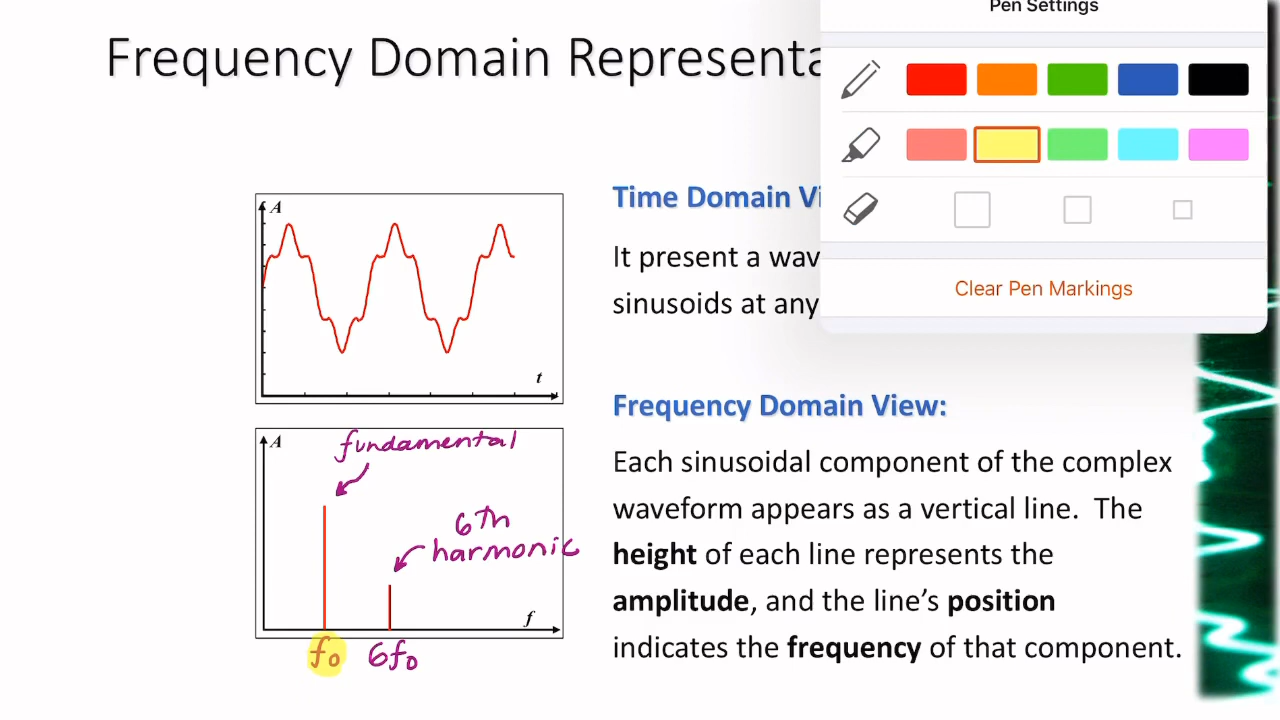 Pen Settings
Frequency Domain Representa
Clear Pen Markings
A
t
Time Domain Vi
It present a wav
sinusoids at any
A
fundamental
6th
harmonic
f
f0 6f0
Frequency Domain View:
Each sinusoidal component of the complex
waveform appears as a vertical line. The
height of each line represents the
amplitude, and the line's position
indicates the frequency of that component.